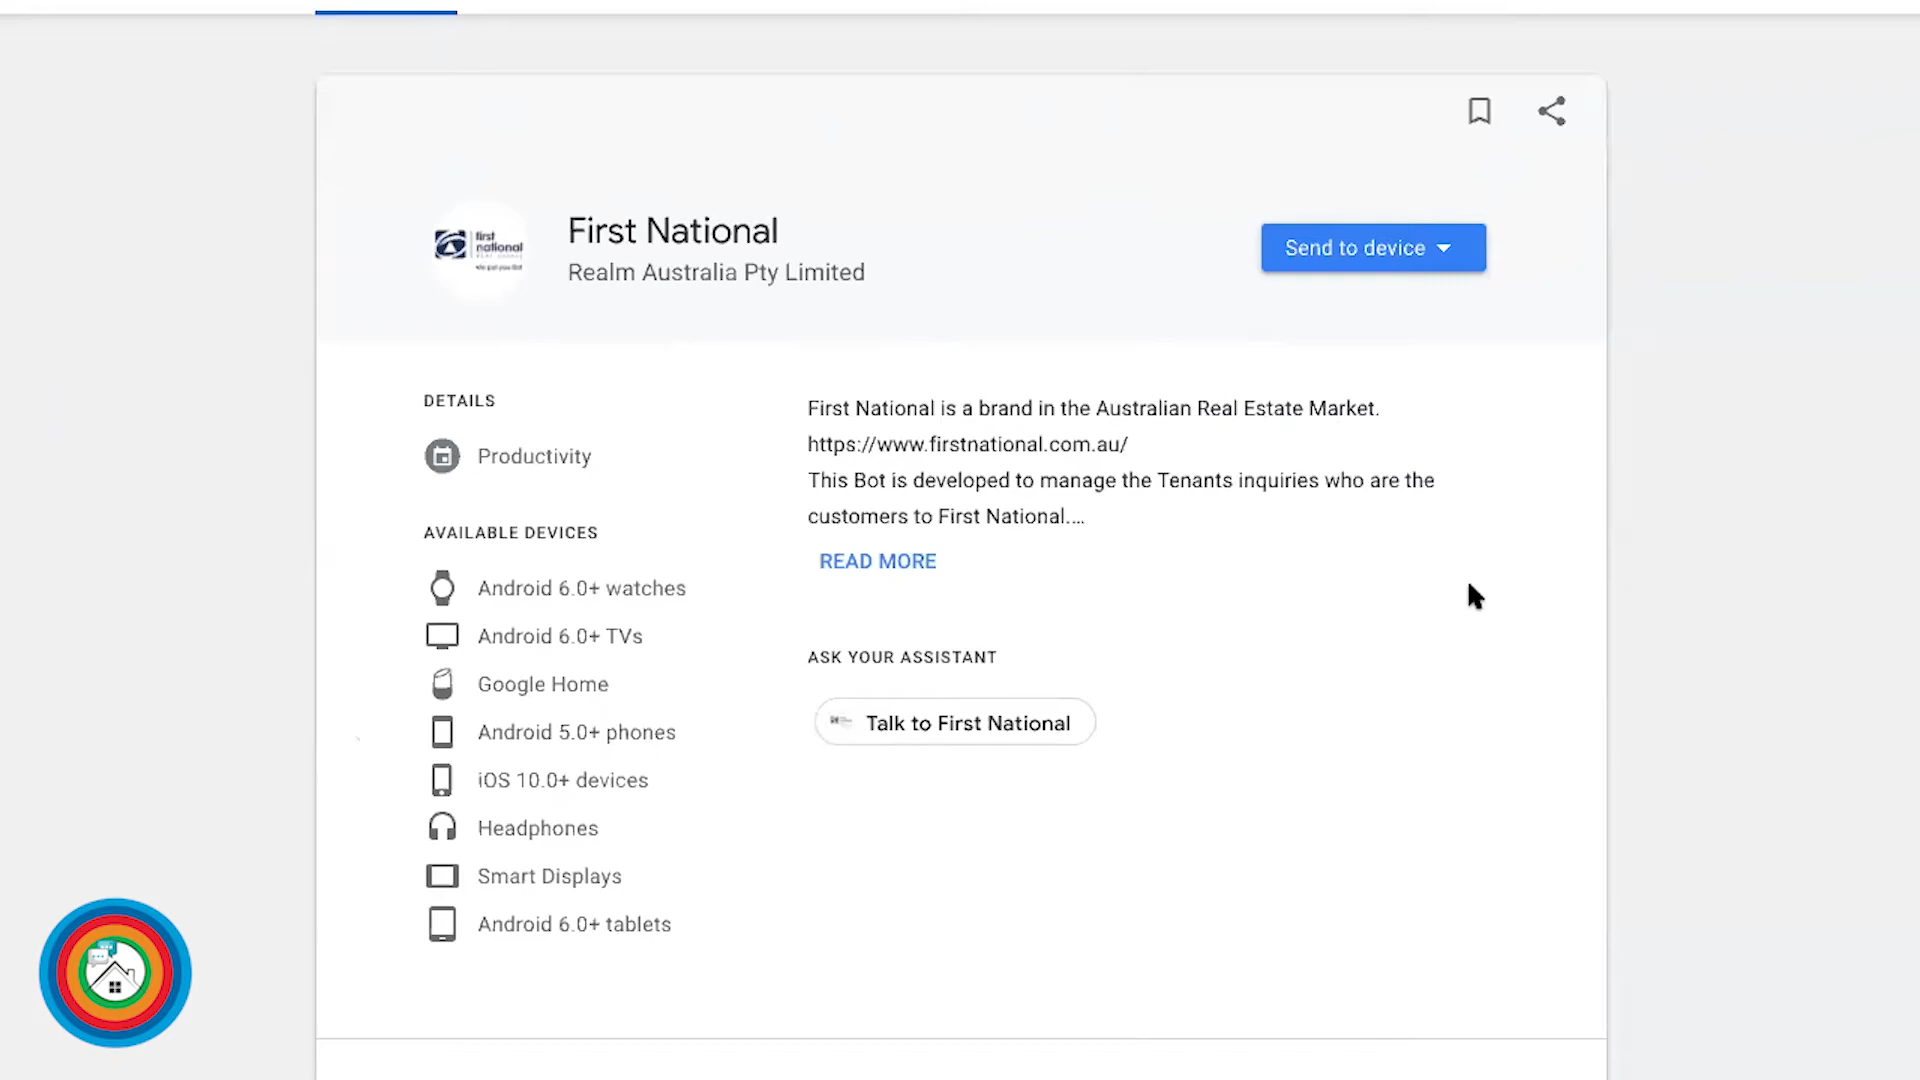 First National
Realm Australia Pty Limited
Send to device
first
national
DETAILS
Productivity
First National is a brand in the Australian Real Estate Market.
https://www.firstnational.com.au/
This Bot is developed to manage the Tenants inquiries who are the
customers to First National....
READ MORE
AVAILABLE DEVICES
Android 6.0+ watches
Android 6.0+ TVs
Google Home
Android 5.0+ phones
iOS 10.0+ devices
Headphones
Smart Displays
Android 6.0+ tablets
ASK YOUR ASSISTANT
Talk to First National